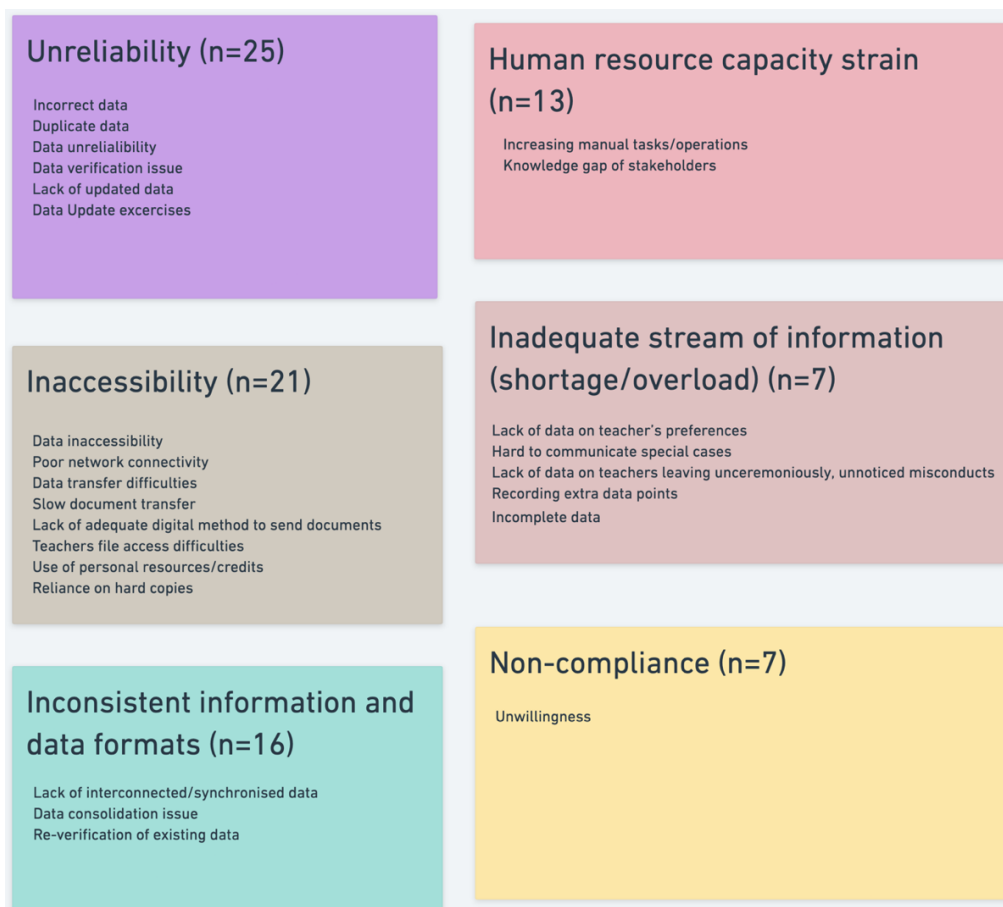 Unreliability (n=25)
Incorrect data
Duplicate data
Data unrelialibility
Data verification issue
Lack of updated data
Data Update excercises
Inaccessibility (n=21)
Data inaccessibility
Poor network connectivity
Data transfer difficulties
Slow document transfer
Lack of adequate digital method to send documents
Teachers file access difficulties
Use of personal resources/credits
Reliance on hard copies
Inconsistent information and
data formats (n=16)
Lack of interconnected/synchronised data
Data consolidation issue
Re-verification of existing data
Human resource capacity strain
(n=13)
Increasing manual tasks/operations
Knowledge gap of stakeholders
Inadequate stream of information
(shortage/overload) (n=7)
Lack of data on teacher's preferences
Hard to communicate special cases
Lack of data on teachers leaving unceremoniously, unnoticed misconducts
Recording extra data points
Incomplete data
Non-compliance (n=7)
Unwillingness